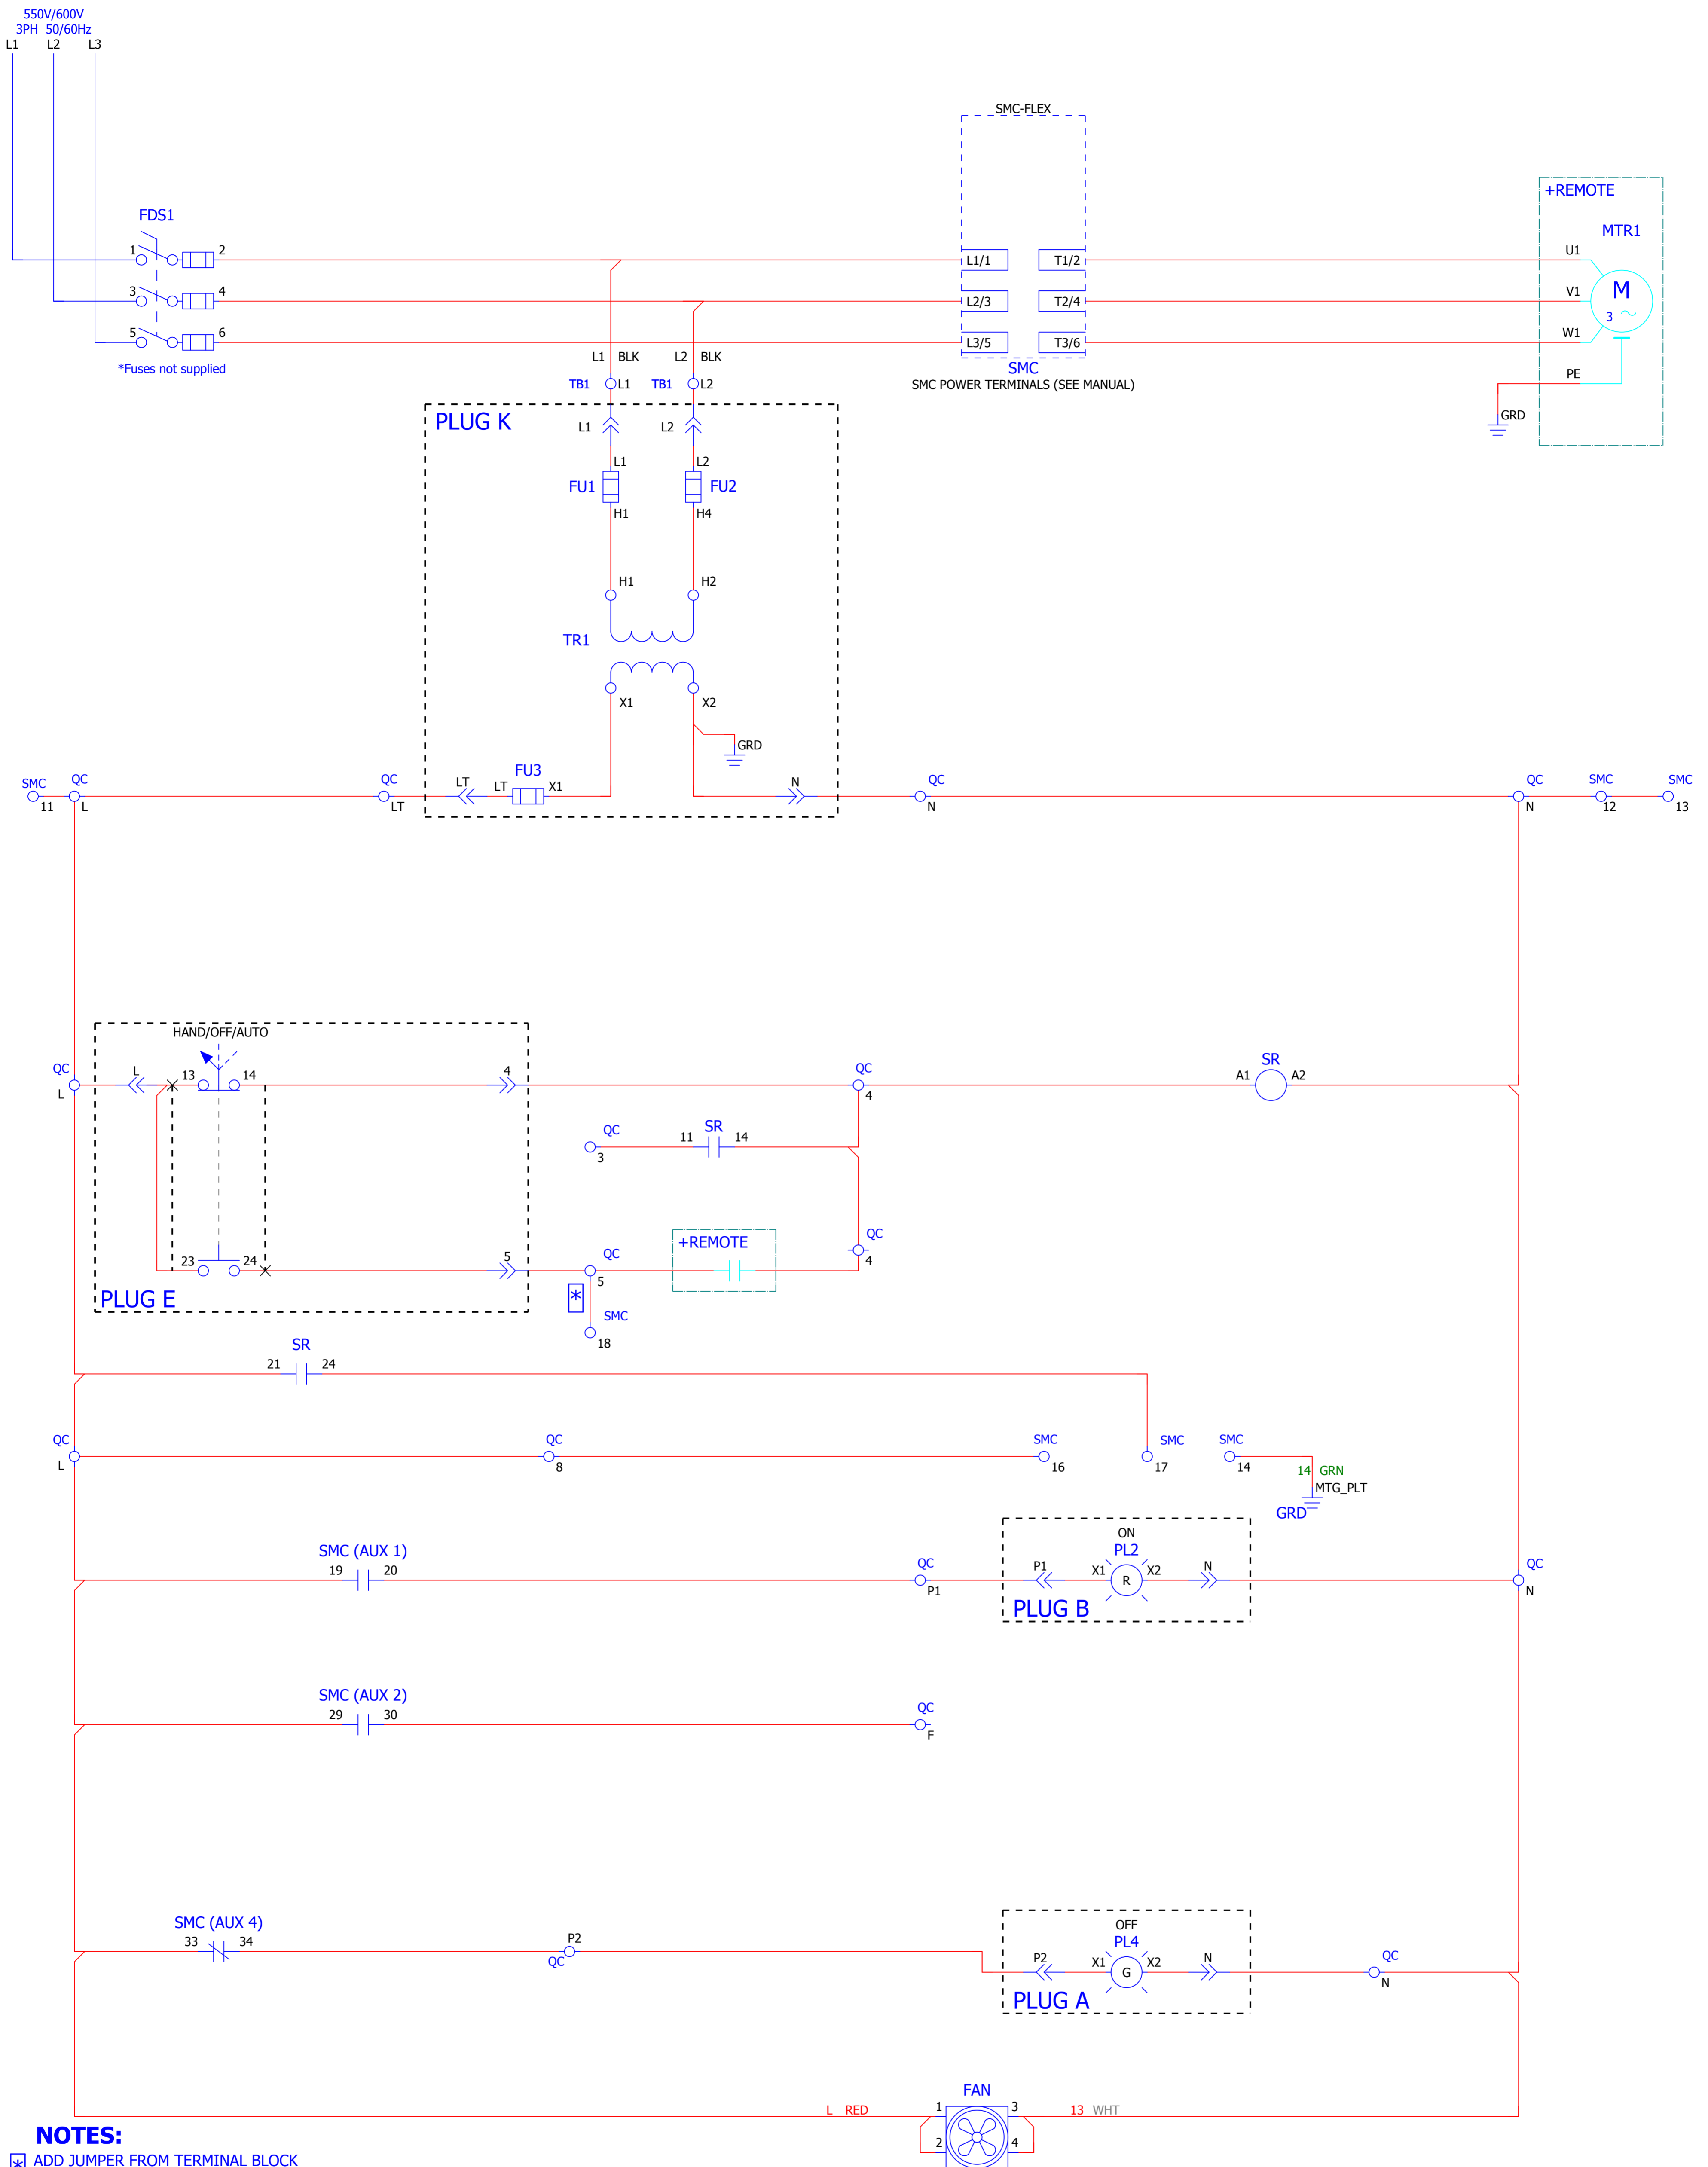 550V/600V
3PH 50/60Hz
L1 L2 L3
SMC-FLEX
+REMOTE
FDS1
MTR1
1 2 L1/1 T1/2 U1
3 4 L2/3 T2/4 V1 M
3
5 6 L3/5 T3/6 W1
*Fuses not supplied
L1 BLK L2 BLK
SMC
SMC POWER TERMINALS (SEE MANUAL)
PE
TB1 L1 TB1 L2
GRD
PLUG K
L1 L2
L1 L2
FU1 FU2
H1 H4
H1 H2
TR1
X1 X2
GRD
FU3
SMC QC QC LT LT X1 N QC QC SMC SMC
11 L LT N N 12 13
HAND/OFF/AUTO
QC L 13 14 4 QC A1 SR A2
L 4
QC 11 SR 14
3
QC
4
+REMOTE
23 24 5 QC
5
PLUG E
*
SMC
18
SR
21 24
QC QC SMC SMC SMC
L 8 16 17 14
14 GRN
MTG_PLT
GRD
ON
SMC (AUX 1) PL2
19 20 QC P1 X1 R X2 N QC
P1 N
PLUG B
SMC (AUX 2)
29 30 QC
F
OFF
SMC (AUX 4) PL4
33 34 P2
QC
P2 X1 G X2 N QC
N
PLUG A
FAN
L RED 1 3 13 WHT
2 4
NOTES:
* ADD JUMPER FROM TERMINAL BLOCK